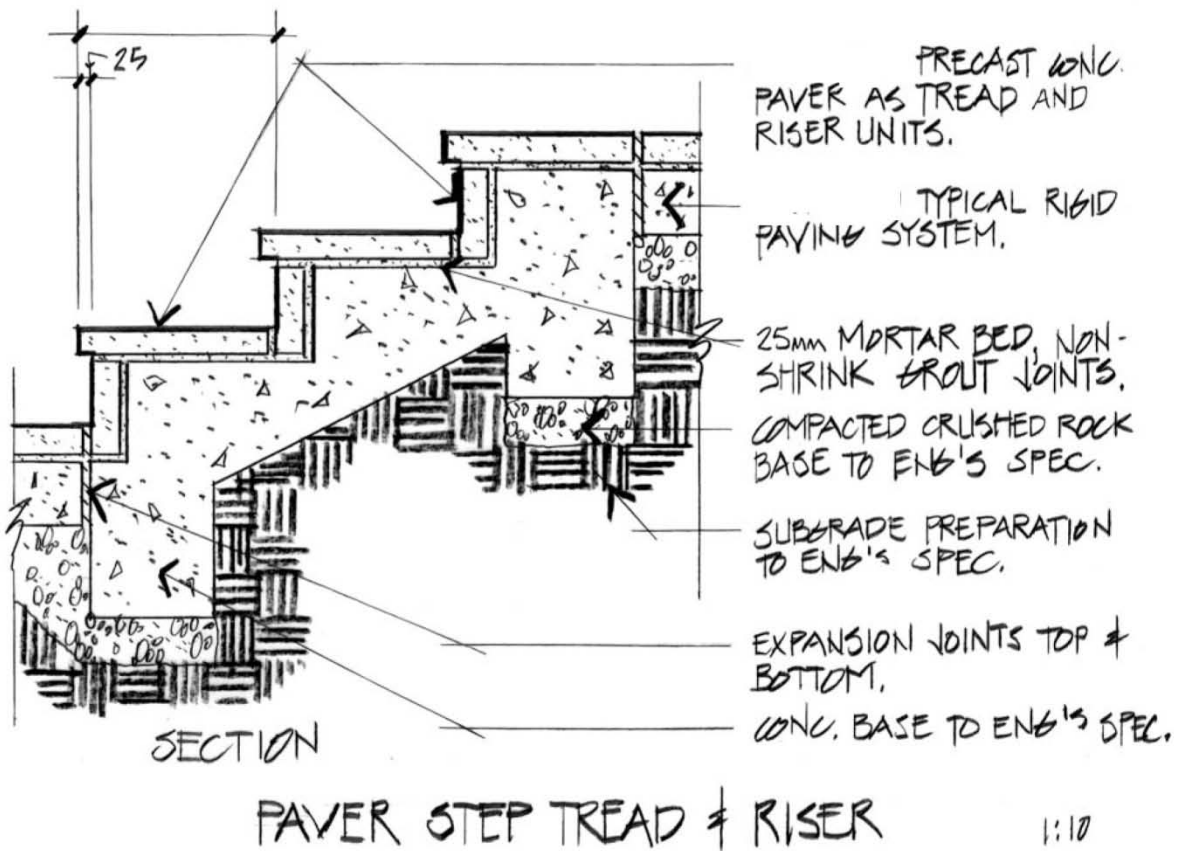 25
PRECAST CONC.
PAVER AS TREAD AND
RISER UNITS.
TYPICAL RIGID
PAVING SYSTEM.
25mm MORTAR BED, NON-
SHRINK GROUT JOINTS.
COMPACTED CRUSHED ROCK
BASE TO ENG'S SPEC.
SUBGRADE PREPARATION
TO ENG'S SPEC.
EXPANSION JOINTS TOP &
BOTTOM.
CONC. BASE TO ENG'S SPEC.
SECTION
PAVER STEP TREAD & RISER
1:10